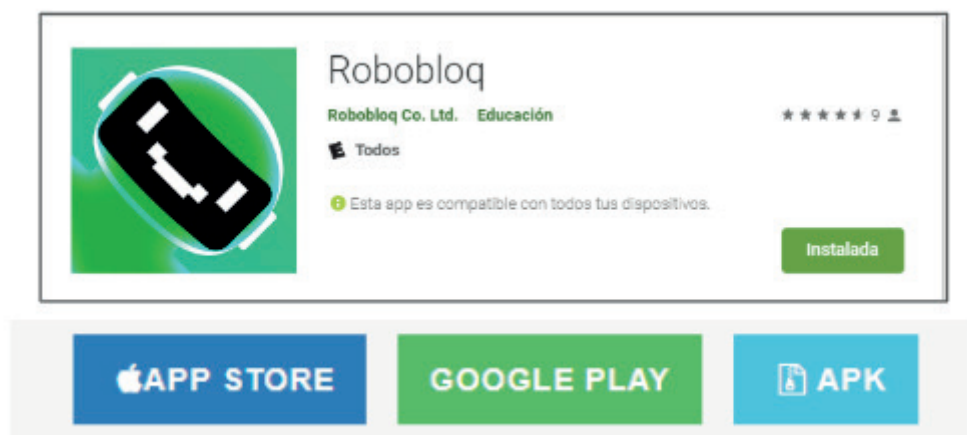 Robobloq
Robobloq Co. Ltd. Educación
9
Todos
Esta app es compatible con todos tus dispositivos.
Instalada
APP STORE
GOOGLE PLAY
APK